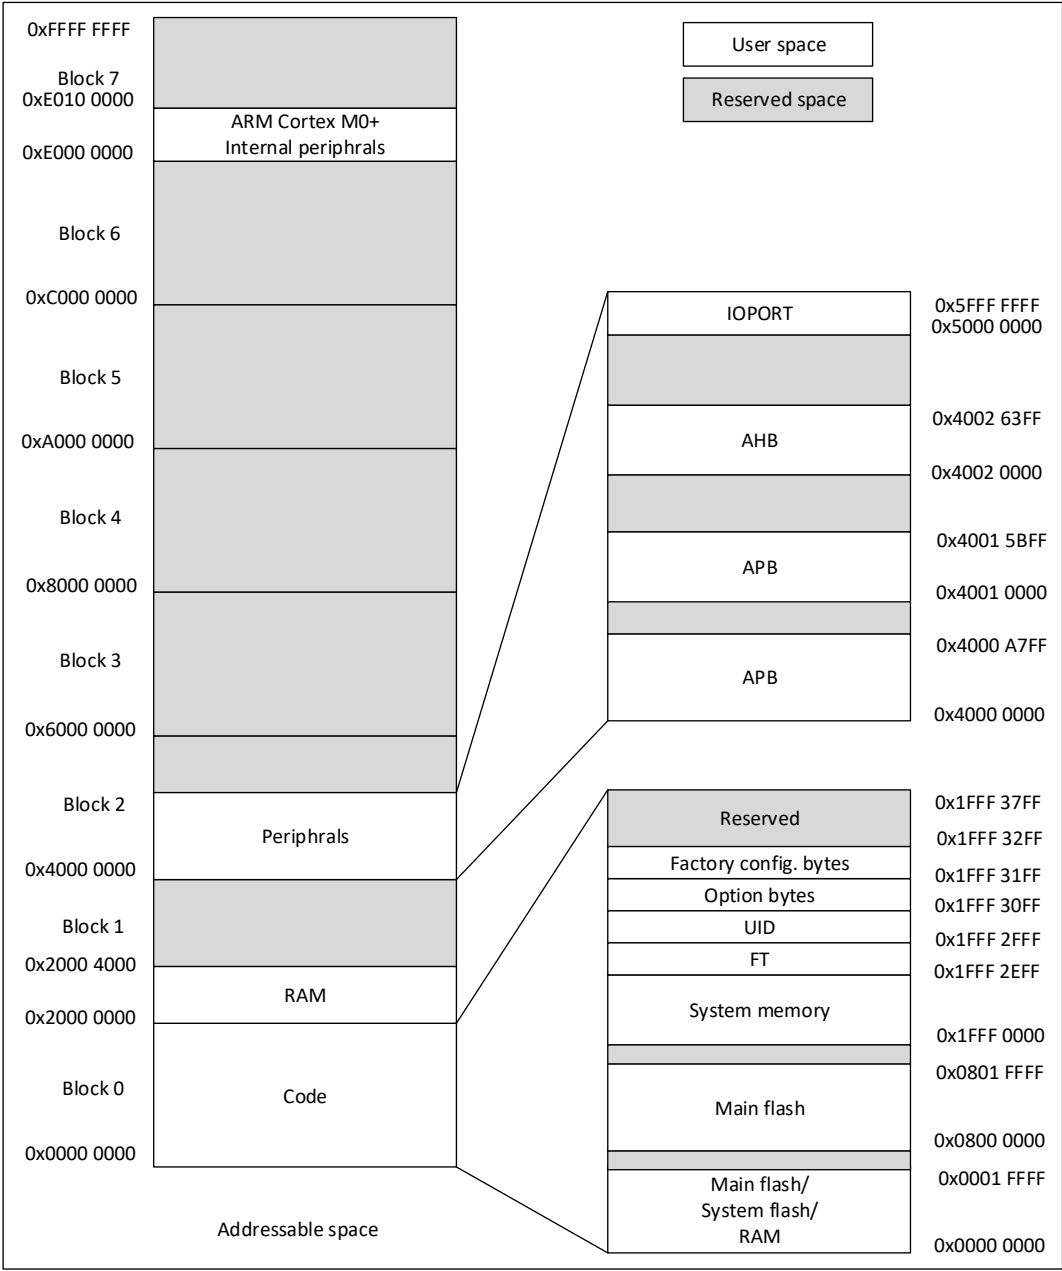 0xFFFF FFFF
Block 7
0xE010 0000
ARM Cortex M0+
Internal periphrals
0xE000 0000
Block 6
0xC000 0000
Block 5
0xA000 0000
Block 4
0x8000 0000
Block 3
0x6000 0000
Block 2
Periphrals
0x4000 0000
Block 1
0x2000 4000
RAM
0x2000 0000
Block 0
Code
0x0000 0000
Addressable space
User space
Reserved space
IOPORT
0x5FFF FFFF
0x5000 0000
0x4002 63FF
AHB
0x4002 0000
0x4001 5BFF
APB
0x4001 0000
0x4000 A7FF
APB
0x4000 0000
0x1FFF 37FF
Reserved
0x1FFF 32FF
Factory config. bytes
0x1FFF 31FF
Option bytes
0x1FFF 30FF
UID
0x1FFF 2FFF
FT
0x1FFF 2EFF
System memory
0x1FFF 0000
0x0801 FFFF
Main flash
0x0800 0000
0x0001 FFFF
Main flash/
System flash/
RAM
0x0000 0000